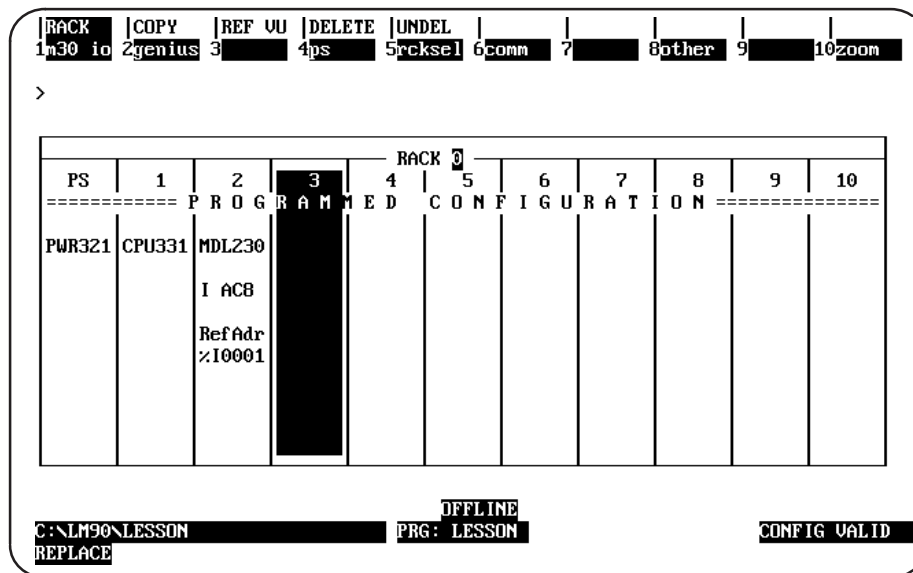 |RACK |COPY |REF VU |DELETE |UNDEL | | | | |
1m30 io 2genius 3 4ps 5rcksel 6comm 7 8other 9 10zoom
>
RACK 0
PS 1 2 3 4 5 6 7 8 9 10
============ P R O G R A M M E D C O N F I G U R A T I O N ===============
PWR321 CPU331 MDL230
I AC8
RefAdr
%I0001
OFFLINE
C:\LM90\LESSON PRG: LESSON CONFIG VALID
REPLACE